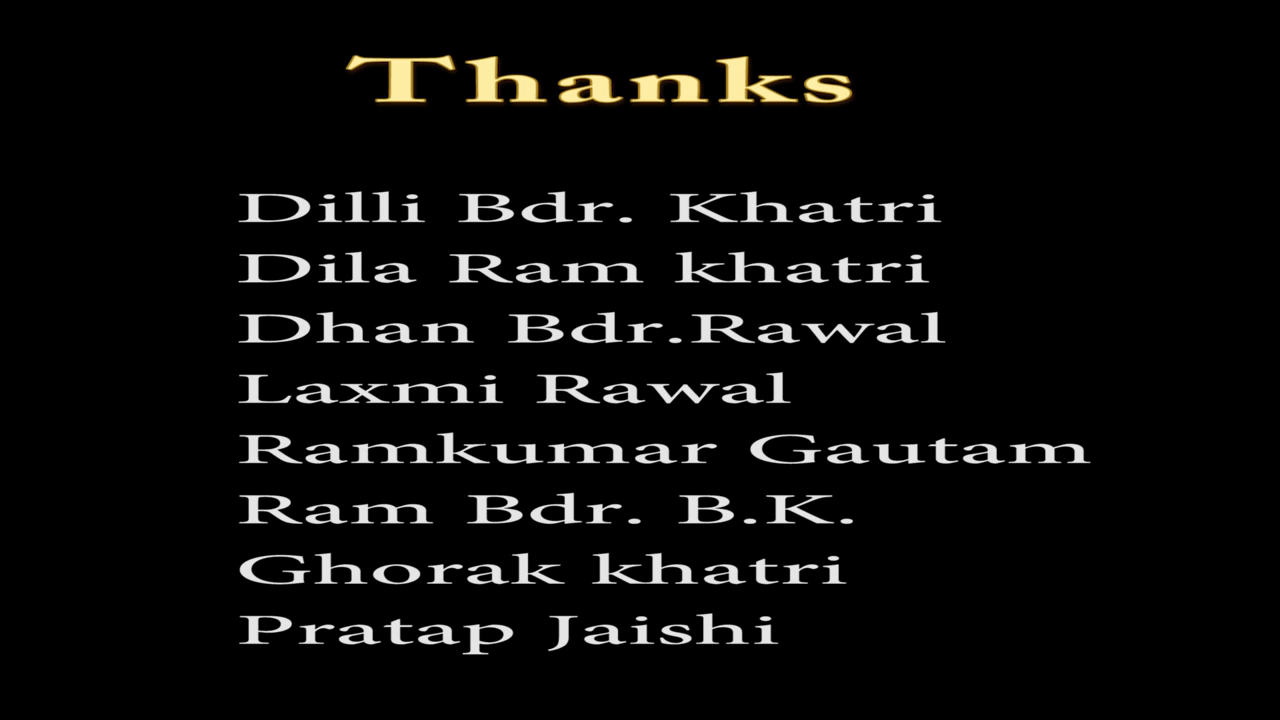 Thanks
Dilli Bdr. Khatri
Dila Ram khatri
Dhan Bdr.Rawal
Laxmi Rawal
Ramkumar Gautam
Ram Bdr. B.K.
Ghorak khatri
Pratap Jaishi